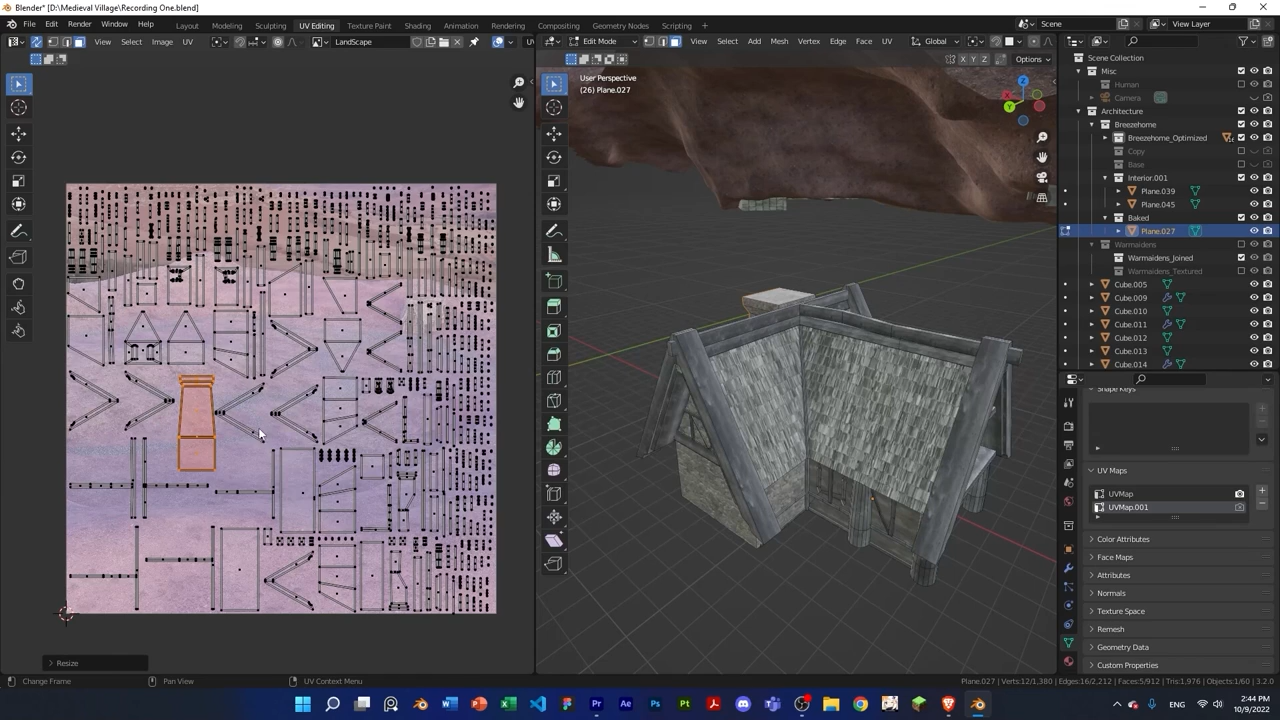 Blender* [D:\Medieval Village\Recording One.blend]
File Edit Render Window Help Layout Modeling Sculpting UV Editing Texture Paint Shading Animation Rendering Compositing Geometry Nodes Scripting + Scene View Layer
View Select Image UV LandScape UV Edit Mode View Select Add Mesh Vertex Edge Face UV Global
X Y Z Options
User Perspective
(26) Plane.027
Z
Y
Scene Collection
Misc
Human
Camera
Architecture
Breezehome
Breezehome_Optimized
Copy
Base
Interior.001
Plane.039
Plane.045
Baked
Plane.027
Warmaidens
Warmaidens_Joined
Warmaidens_Textured
Cube.005
Cube.009
Cube.010
Cube.011
Cube.012
Cube.013
Cube.014
Shape Keys
UV Maps
UVMap
UVMap.001
Color Attributes
Face Maps
Attributes
Normals
Texture Space
Remesh
Geometry Data
Custom Properties
Resize
Change Frame Pan View UV Context Menu Plane.027 | Verts:12/1,380 | Edges:16/2,212 | Faces:5/912 | Tris:1,976 | Objects:1/60 | 3.2.2
2:44 PM
10/9/2022